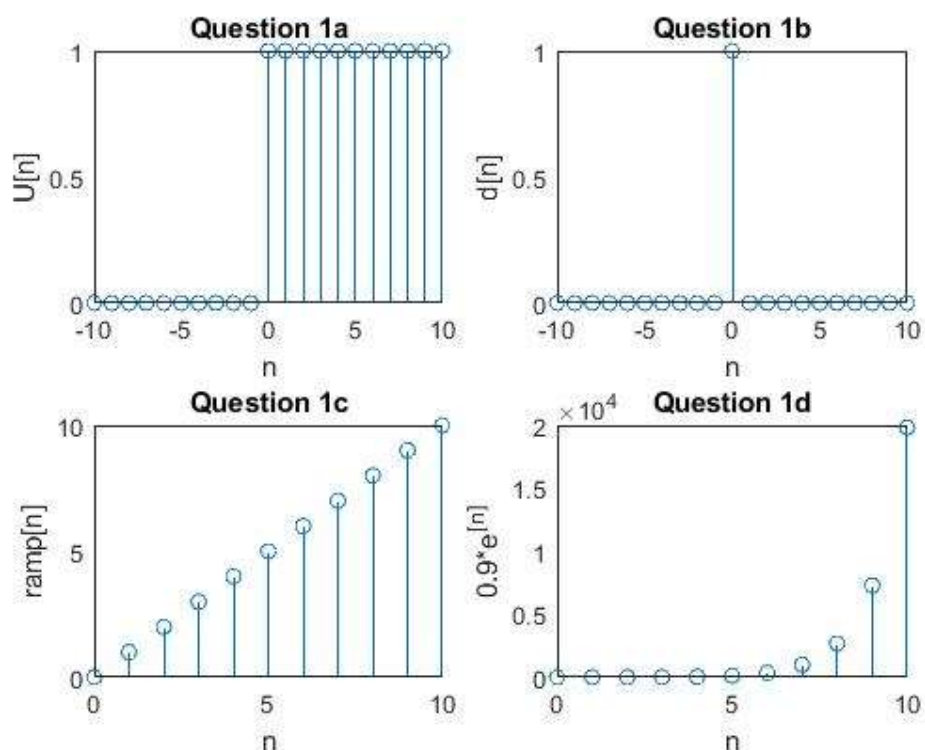 Question 1a
1
0.5
0
U[n]
-10 -5 0 5 10
n
Question 1b
1
0.5
0
d[n]
-10 -5 0 5 10
n
Question 1c
10
5
0
ramp[n]
0 5 10
n
Question 1d
×10^4
2
1.5
1
0.5
0
0.9*e^[n]
0 5 10
n